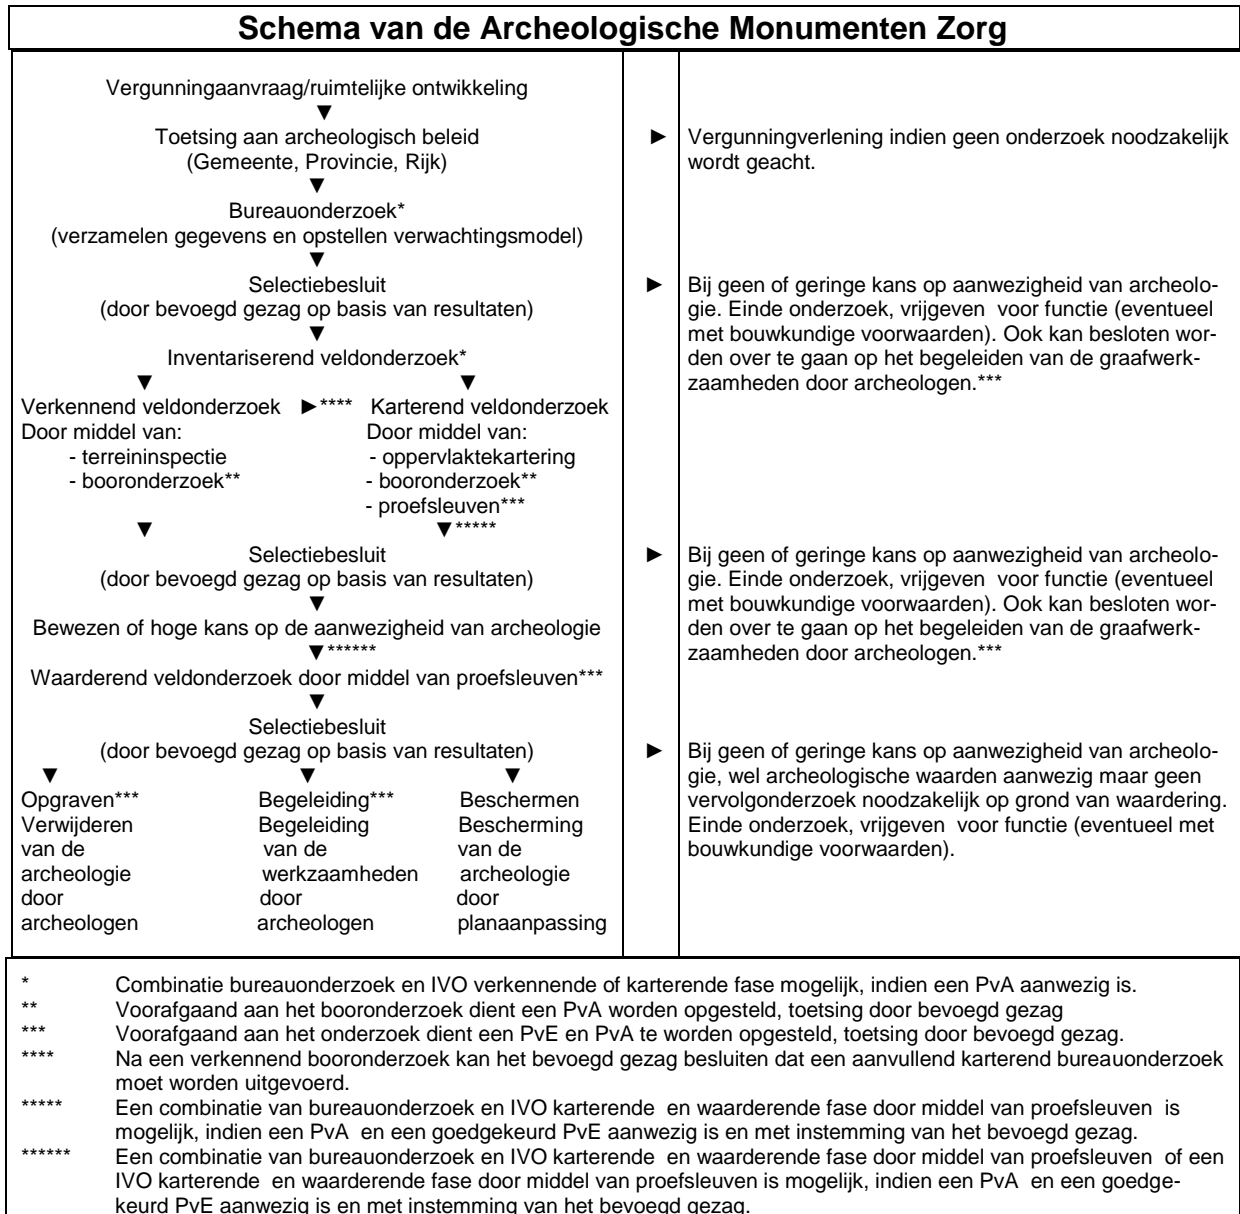 Schema van de Archeologische Monumenten Zorg
Vergunningaanvraag/ruimtelijke ontwikkeling
▼
Toetsing aan archeologisch beleid
(Gemeente, Provincie, Rijk)
► Vergunningverlening indien geen onderzoek noodzakelijk
wordt geacht.
▼
Bureauonderzoek*
(verzamelen gegevens en opstellen verwachtingsmodel)
▼
Selectiebesluit
(door bevoegd gezag op basis van resultaten)
► Bij geen of geringe kans op aanwezigheid van archeolo-
gie. Einde onderzoek, vrijgeven voor functie (eventueel
met bouwkundige voorwaarden). Ook kan besloten wor-
den over te gaan op het begeleiden van de graafwerk-
zaamheden door archeologen.***
▼
Inventariserend veldonderzoek*
▼ ▼
Verkennend veldonderzoek ►**** Karterend veldonderzoek
Door middel van: Door middel van:
- terreininspectie - oppervlaktekartering
- booronderzoek** - booronderzoek**
- proefsleuven***
▼ ▼*****
Selectiebesluit
(door bevoegd gezag op basis van resultaten)
► Bij geen of geringe kans op aanwezigheid van archeolo-
gie. Einde onderzoek, vrijgeven voor functie (eventueel
met bouwkundige voorwaarden). Ook kan besloten wor-
den over te gaan op het begeleiden van de graafwerk-
zaamheden door archeologen.***
▼
Bewezen of hoge kans op de aanwezigheid van archeologie
▼******
Waarderend veldonderzoek door middel van proefsleuven***
▼
Selectiebesluit
(door bevoegd gezag op basis van resultaten)
► Bij geen of geringe kans op aanwezigheid van archeolo-
gie, wel archeologische waarden aanwezig maar geen
vervolgonderzoek noodzakelijk op grond van waardering.
Einde onderzoek, vrijgeven voor functie (eventueel met
bouwkundige voorwaarden).
▼ ▼ ▼
Opgraven*** Begeleiding*** Beschermen
Verwijderen Begeleiding Bescherming
van de van de van de
archeologie werkzaamheden archeologie
door door door
archeologen archeologen planaanpassing
* Combinatie bureauonderzoek en IVO verkennende of karterende fase mogelijk, indien een PvA aanwezig is.
** Voorafgaand aan het booronderzoek dient een PvA worden opgesteld, toetsing door bevoegd gezag
*** Voorafgaand aan het onderzoek dient een PvE en PvA te worden opgesteld, toetsing door bevoegd gezag.
**** Na een verkennend booronderzoek kan het bevoegd gezag besluiten dat een aanvullend karterend bureauonderzoek
moet worden uitgevoerd.
***** Een combinatie van bureauonderzoek en IVO karterende en waarderende fase door middel van proefsleuven is
mogelijk, indien een PvA en een goedgekeurd PvE aanwezig is en met instemming van het bevoegd gezag.
****** Een combinatie van bureauonderzoek en IVO karterende en waarderende fase door middel van proefsleuven of een
IVO karterende en waarderende fase door middel van proefsleuven is mogelijk, indien een PvA en een goedge-
keurd PvE aanwezig is en met instemming van het bevoegd gezag.